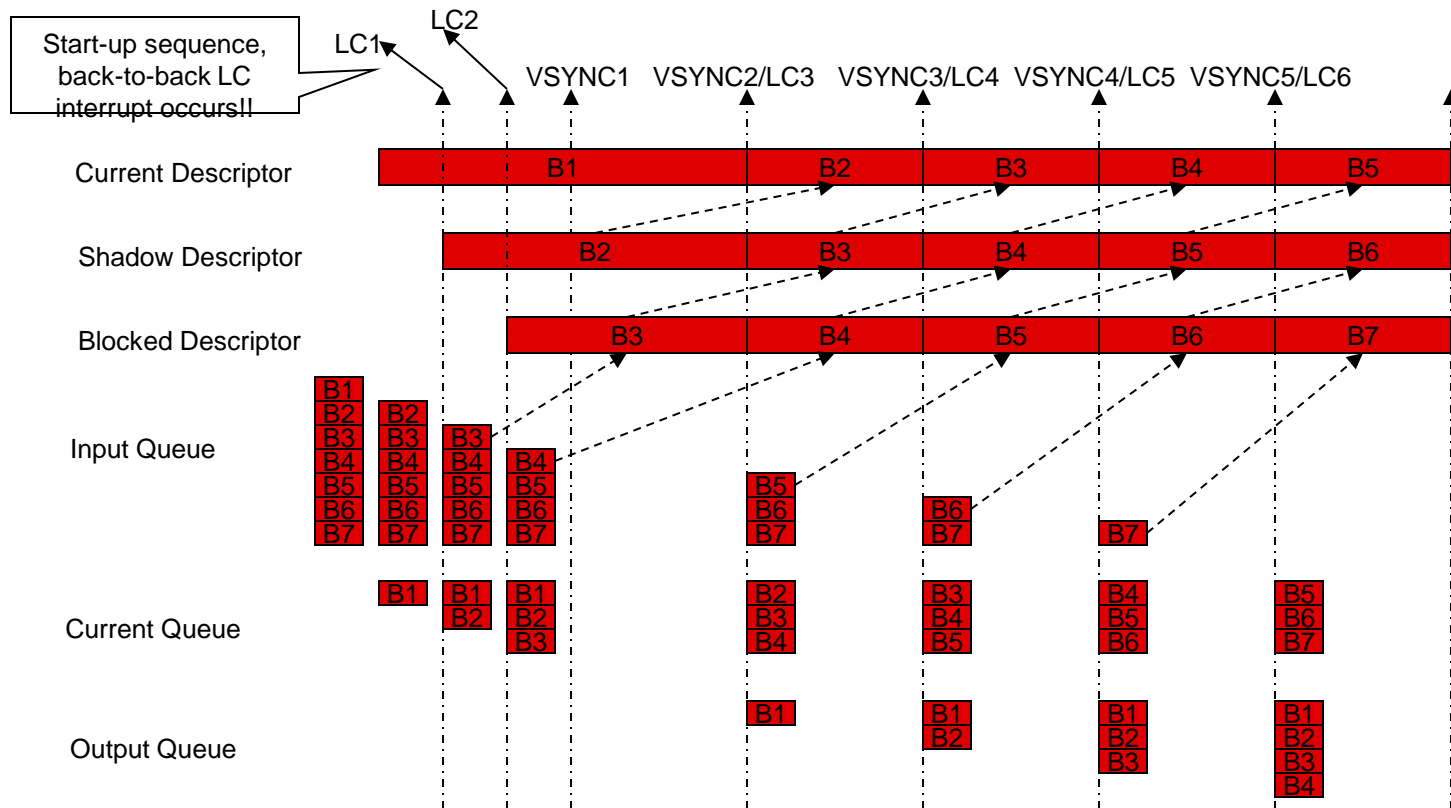 Start-up sequence,
back-to-back LC
interrupt occurs!!
LC1
LC2
VSYNC1
VSYNC2/LC3
VSYNC3/LC4
VSYNC4/LC5
VSYNC5/LC6
Current Descriptor
B1
B2
B3
B4
B5
Shadow Descriptor
B2
B3
B4
B5
B6
Blocked Descriptor
B3
B4
B5
B6
B7
Input Queue
B1
B2
B3
B4
B5
B6
B7
B2
B3
B4
B5
B6
B7
B3
B4
B5
B6
B7
B4
B5
B6
B7
B5
B6
B7
B6
B7
B7
Current Queue
B1
B1
B2
B1
B2
B3
B2
B3
B4
B3
B4
B5
B4
B5
B6
B5
B6
B7
Output Queue
B1
B1
B2
B1
B2
B3
B1
B2
B3
B4